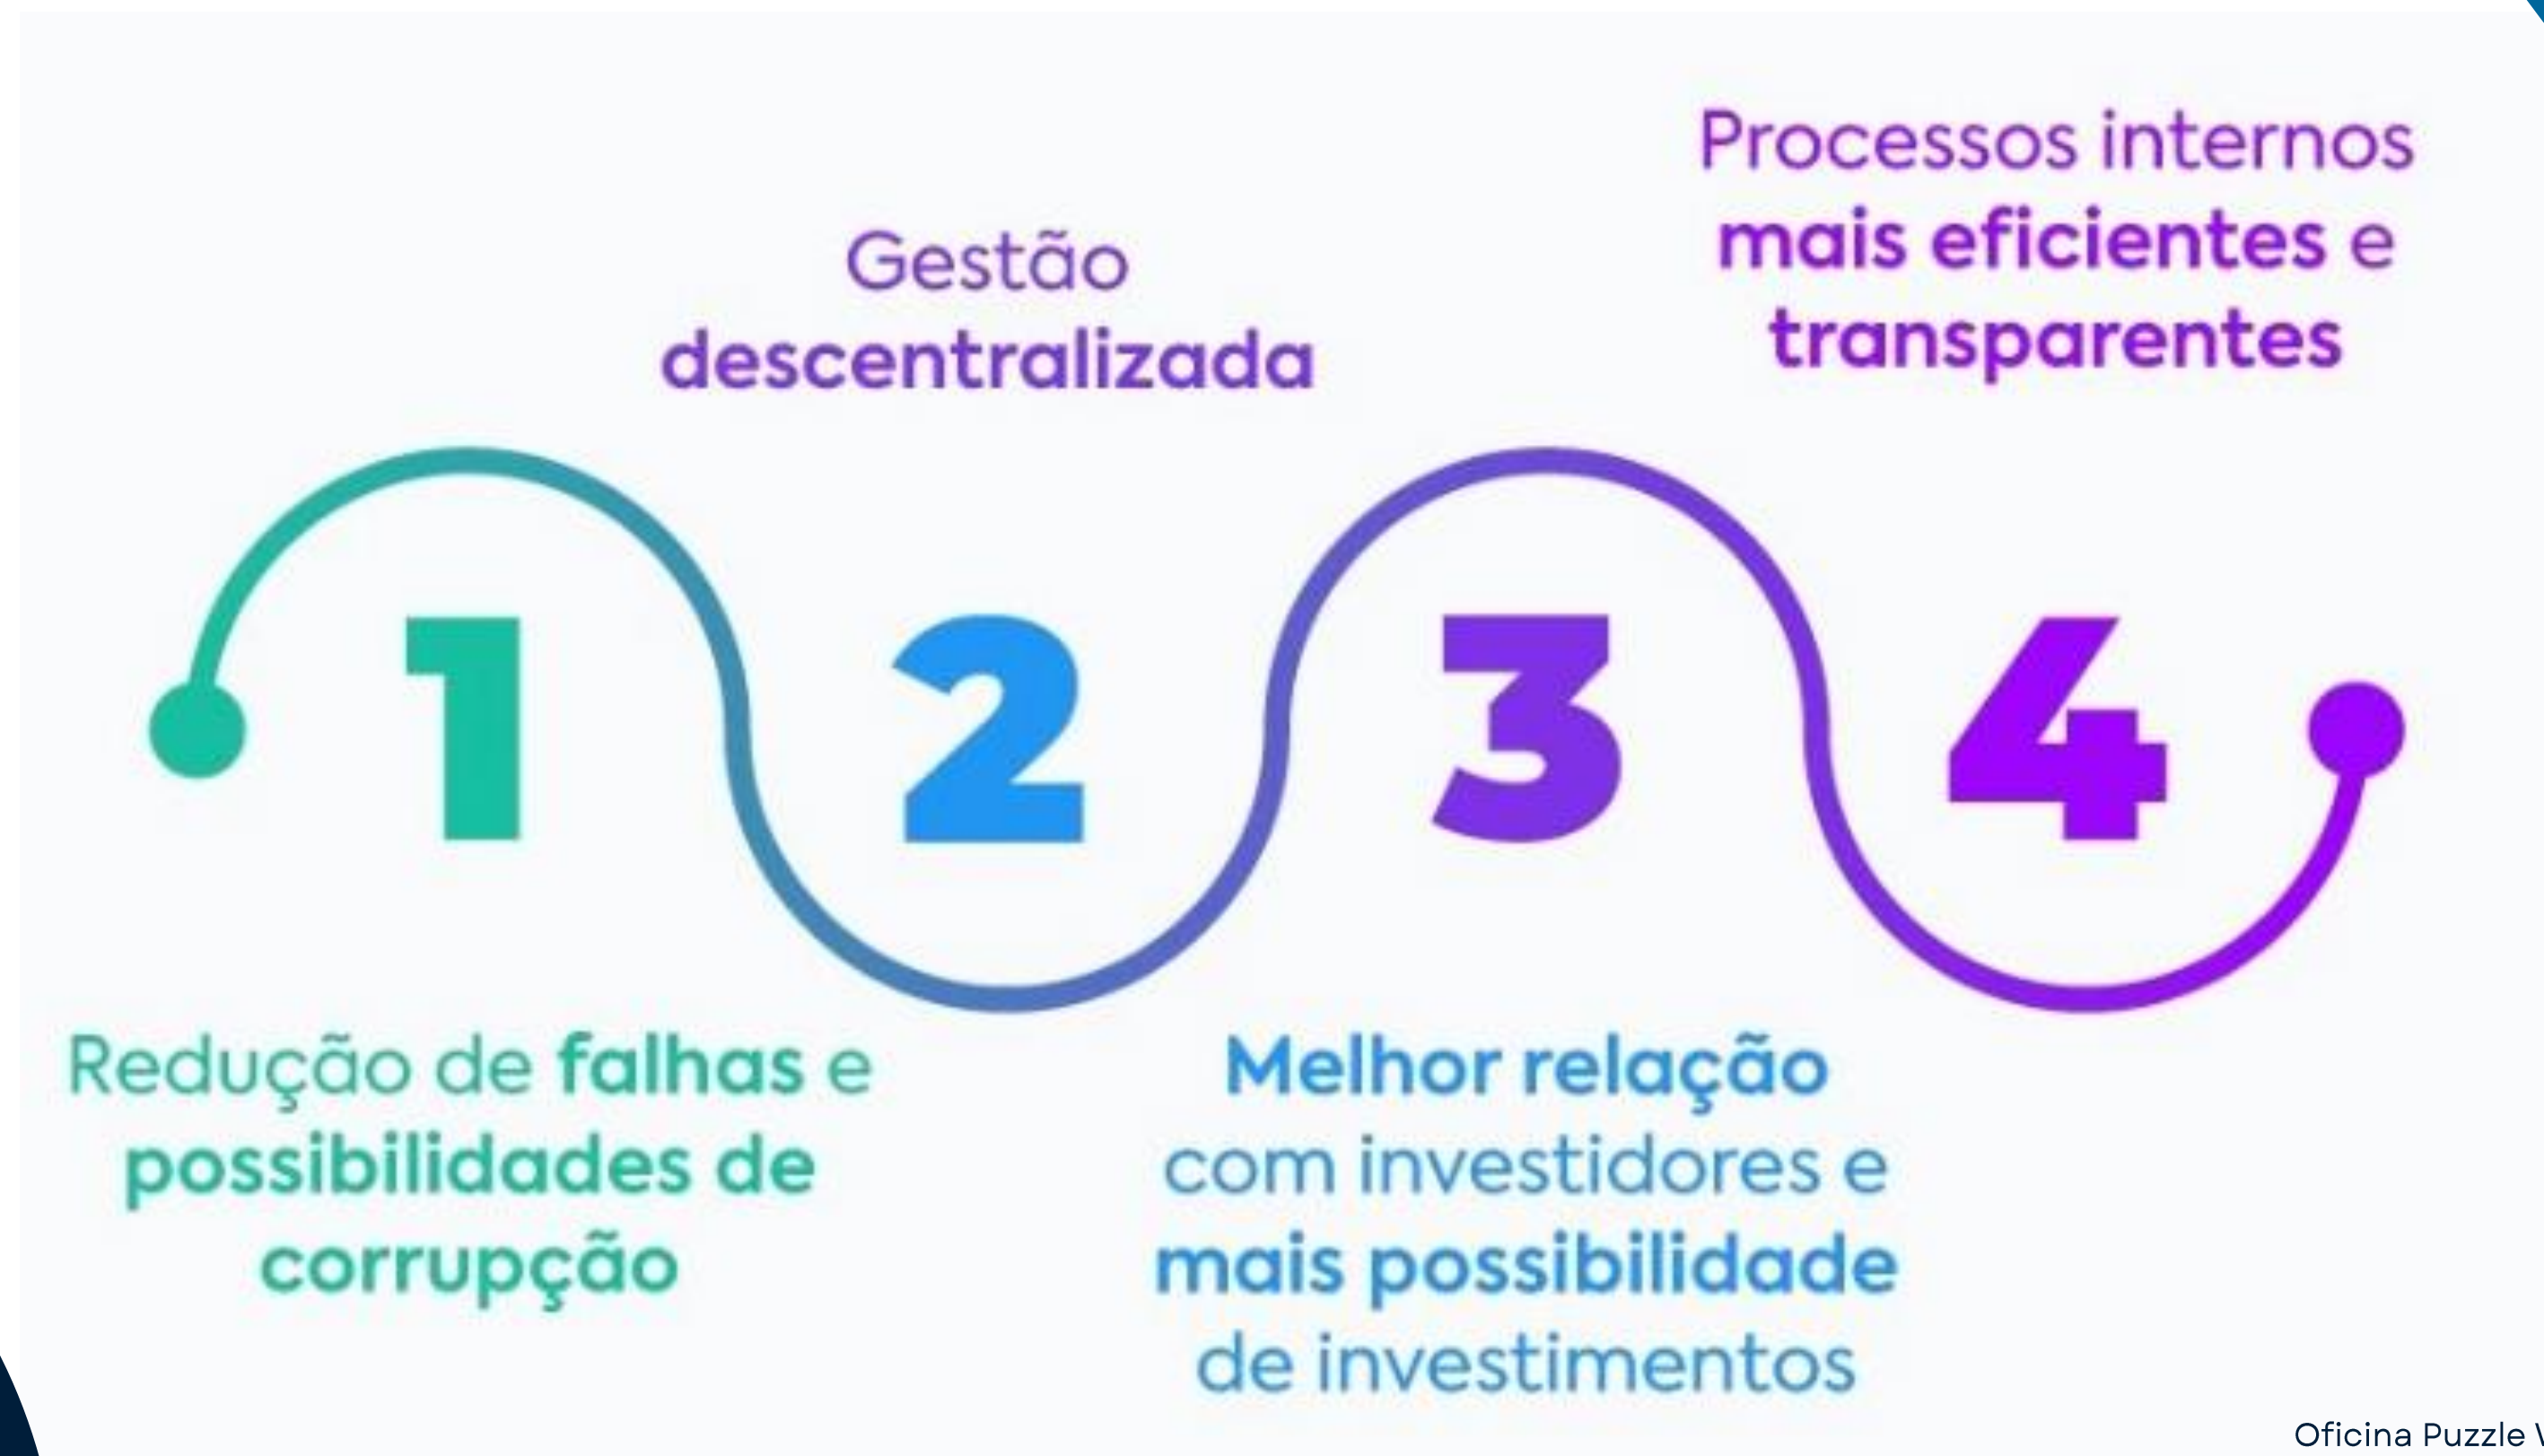 1
Redução de falhas e
possibilidades de
corrupção
2
Gestão
descentralizada
3
Melhor relação
com investidores e
mais possibilidade
de investimentos
4
Processos internos
mais eficientes e
transparentes
Oficina Puzzle